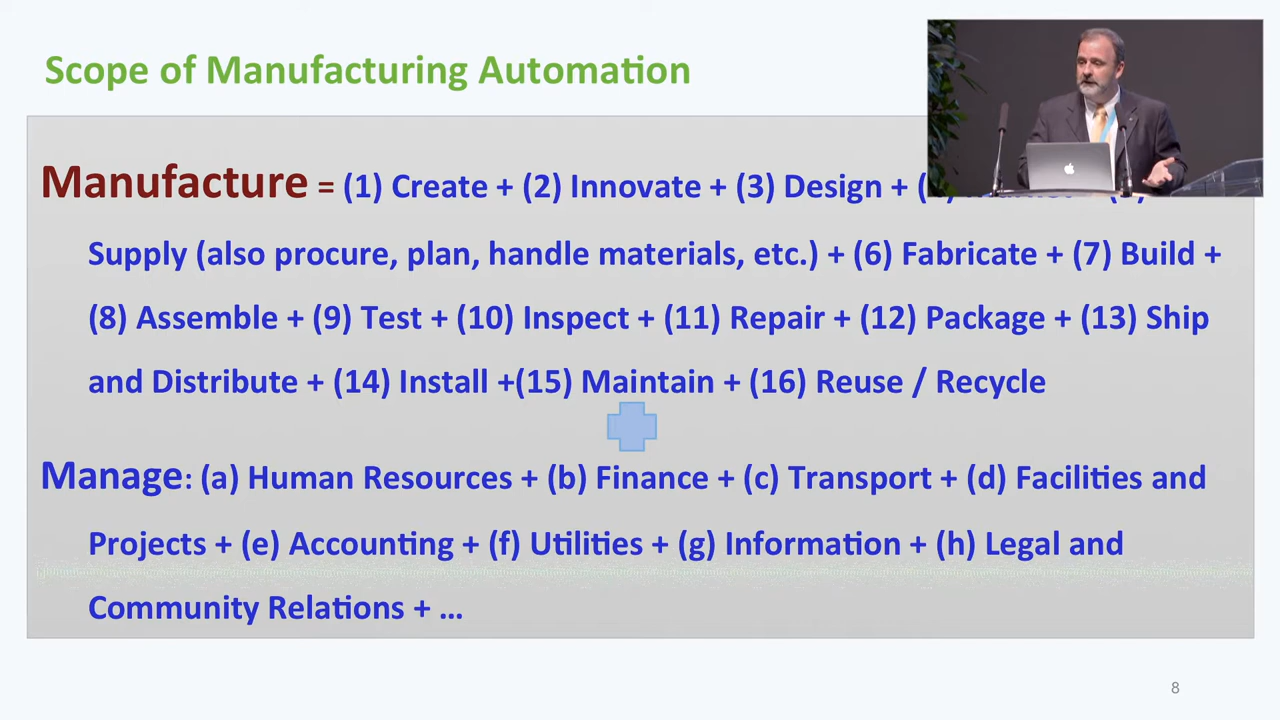 Scope of Manufacturing Automation
Manufacture = (1) Create + (2) Innovate + (3) Design + (
Supply (also procure, plan, handle materials, etc.) + (6) Fabricate + (7) Build +
(8) Assemble + (9) Test + (10) Inspect + (11) Repair + (12) Package + (13) Ship
and Distribute + (14) Install +(15) Maintain + (16) Reuse / Recycle
Manage: (a) Human Resources + (b) Finance + (c) Transport + (d) Facilities and
Projects + (e) Accounting + (f) Utilities + (g) Information + (h) Legal and
Community Relations + ...
8